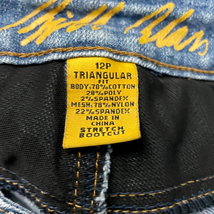 12P
TRIANGULAR
FIT
BODY:70%COTTON
28%POLY
2%SPANDEX
MESH:78%NYLON
22%SPANDEX
MADE IN
CHINA
STRETCH
BOOTCUT